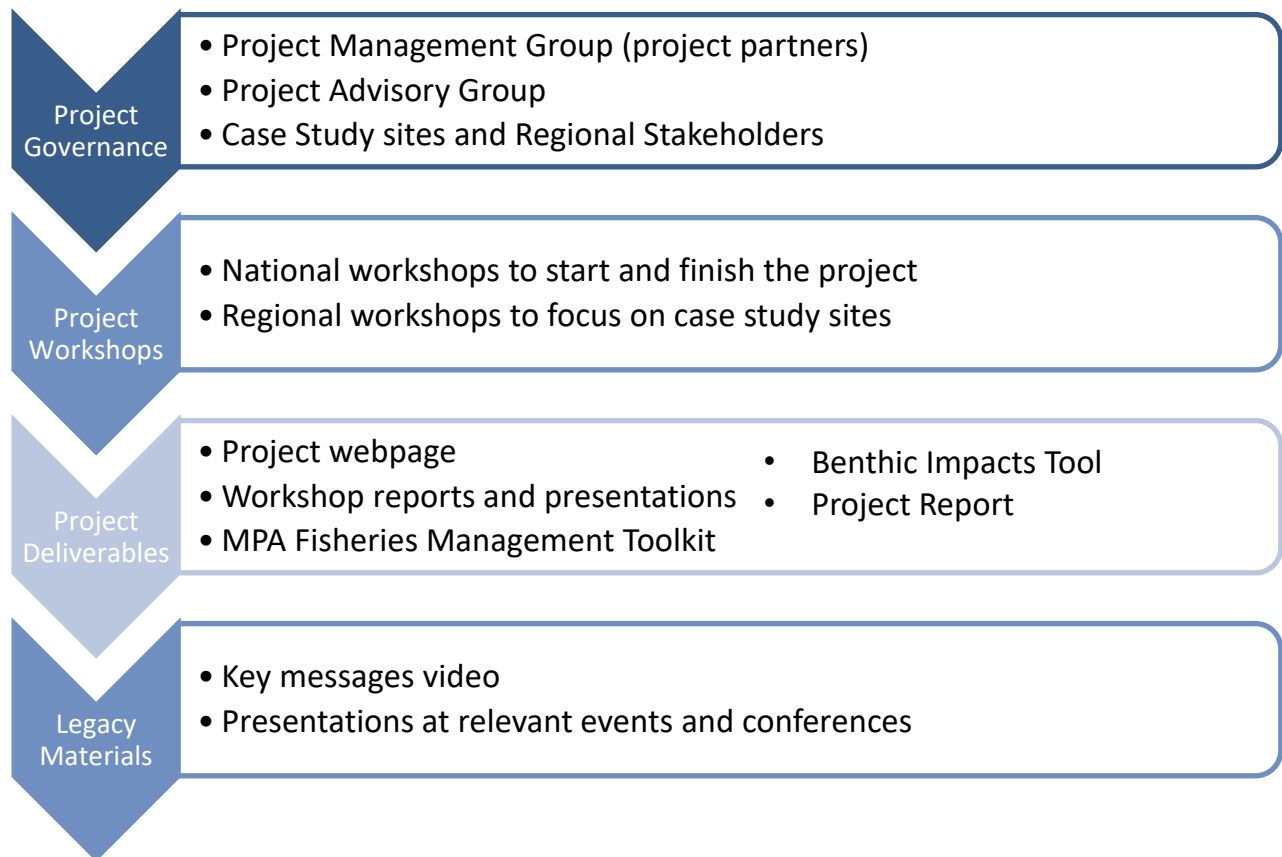 Project
Governance
• Project Management Group (project partners)
• Project Advisory Group
• Case Study sites and Regional Stakeholders
Project
Workshops
• National workshops to start and finish the project
• Regional workshops to focus on case study sites
Project
Deliverables
• Project webpage
• Workshop reports and presentations
• MPA Fisheries Management Toolkit
• Benthic Impacts Tool
• Project Report
Legacy
Materials
• Key messages video
• Presentations at relevant events and conferences